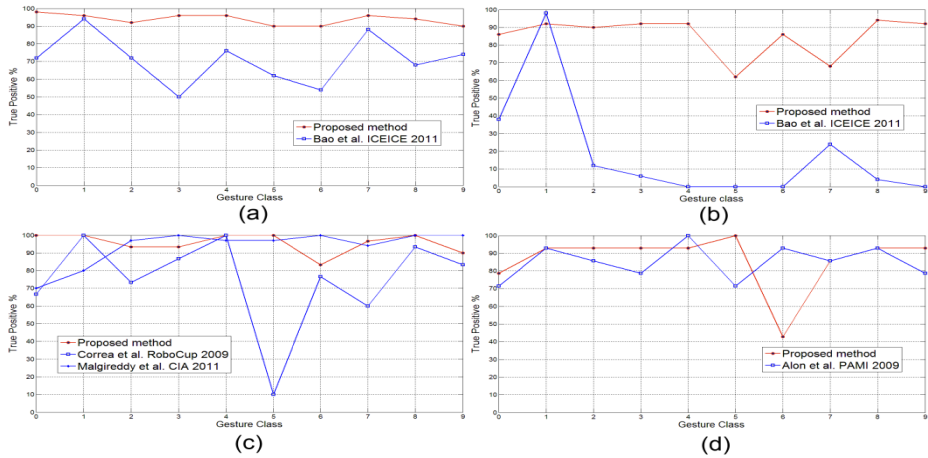 True Positive %
100
90
80
70
60
50
40
30
20
10
0
0 1 2 3 4 5 6 7 8 9
Gesture Class
Proposed method
Bao et al. ICEICE 2011
(a)
True Positive %
100
90
80
70
60
50
40
30
20
10
0
0 1 2 3 4 5 6 7 8 9
Gesture Class
Proposed method
Bao et al. ICEICE 2011
(b)
True Positive %
100
90
80
70
60
50
40
30
20
10
0
0 1 2 3 4 5 6 7 8 9
Gesture Class
Proposed method
Correa et al. RoboCup 2009
Malgireddy et al. CIA 2011
(c)
True Positive %
100
90
80
70
60
50
40
30
20
10
0
0 1 2 3 4 5 6 7 8 9
Gesture Class
Proposed method
Alon et al. PAMI 2009
(d)